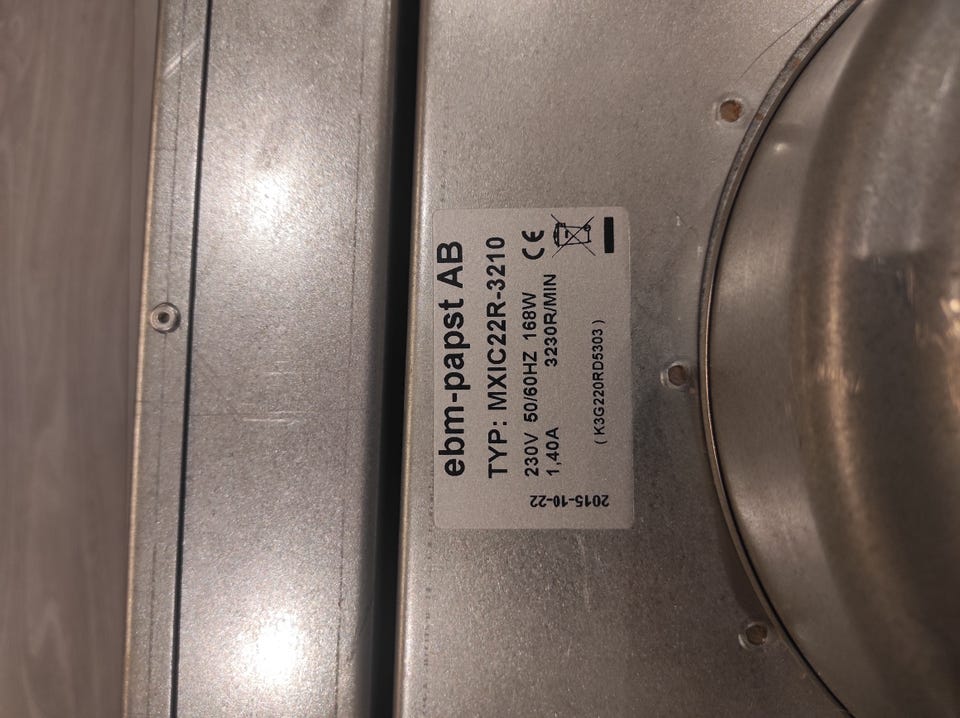 ebm-papst AB
TYP: MXIC22R-3210
230V 50/60HZ 168W
1,40A 3230R/MIN
CE
( K3G220RD5303 )
2015-10-22